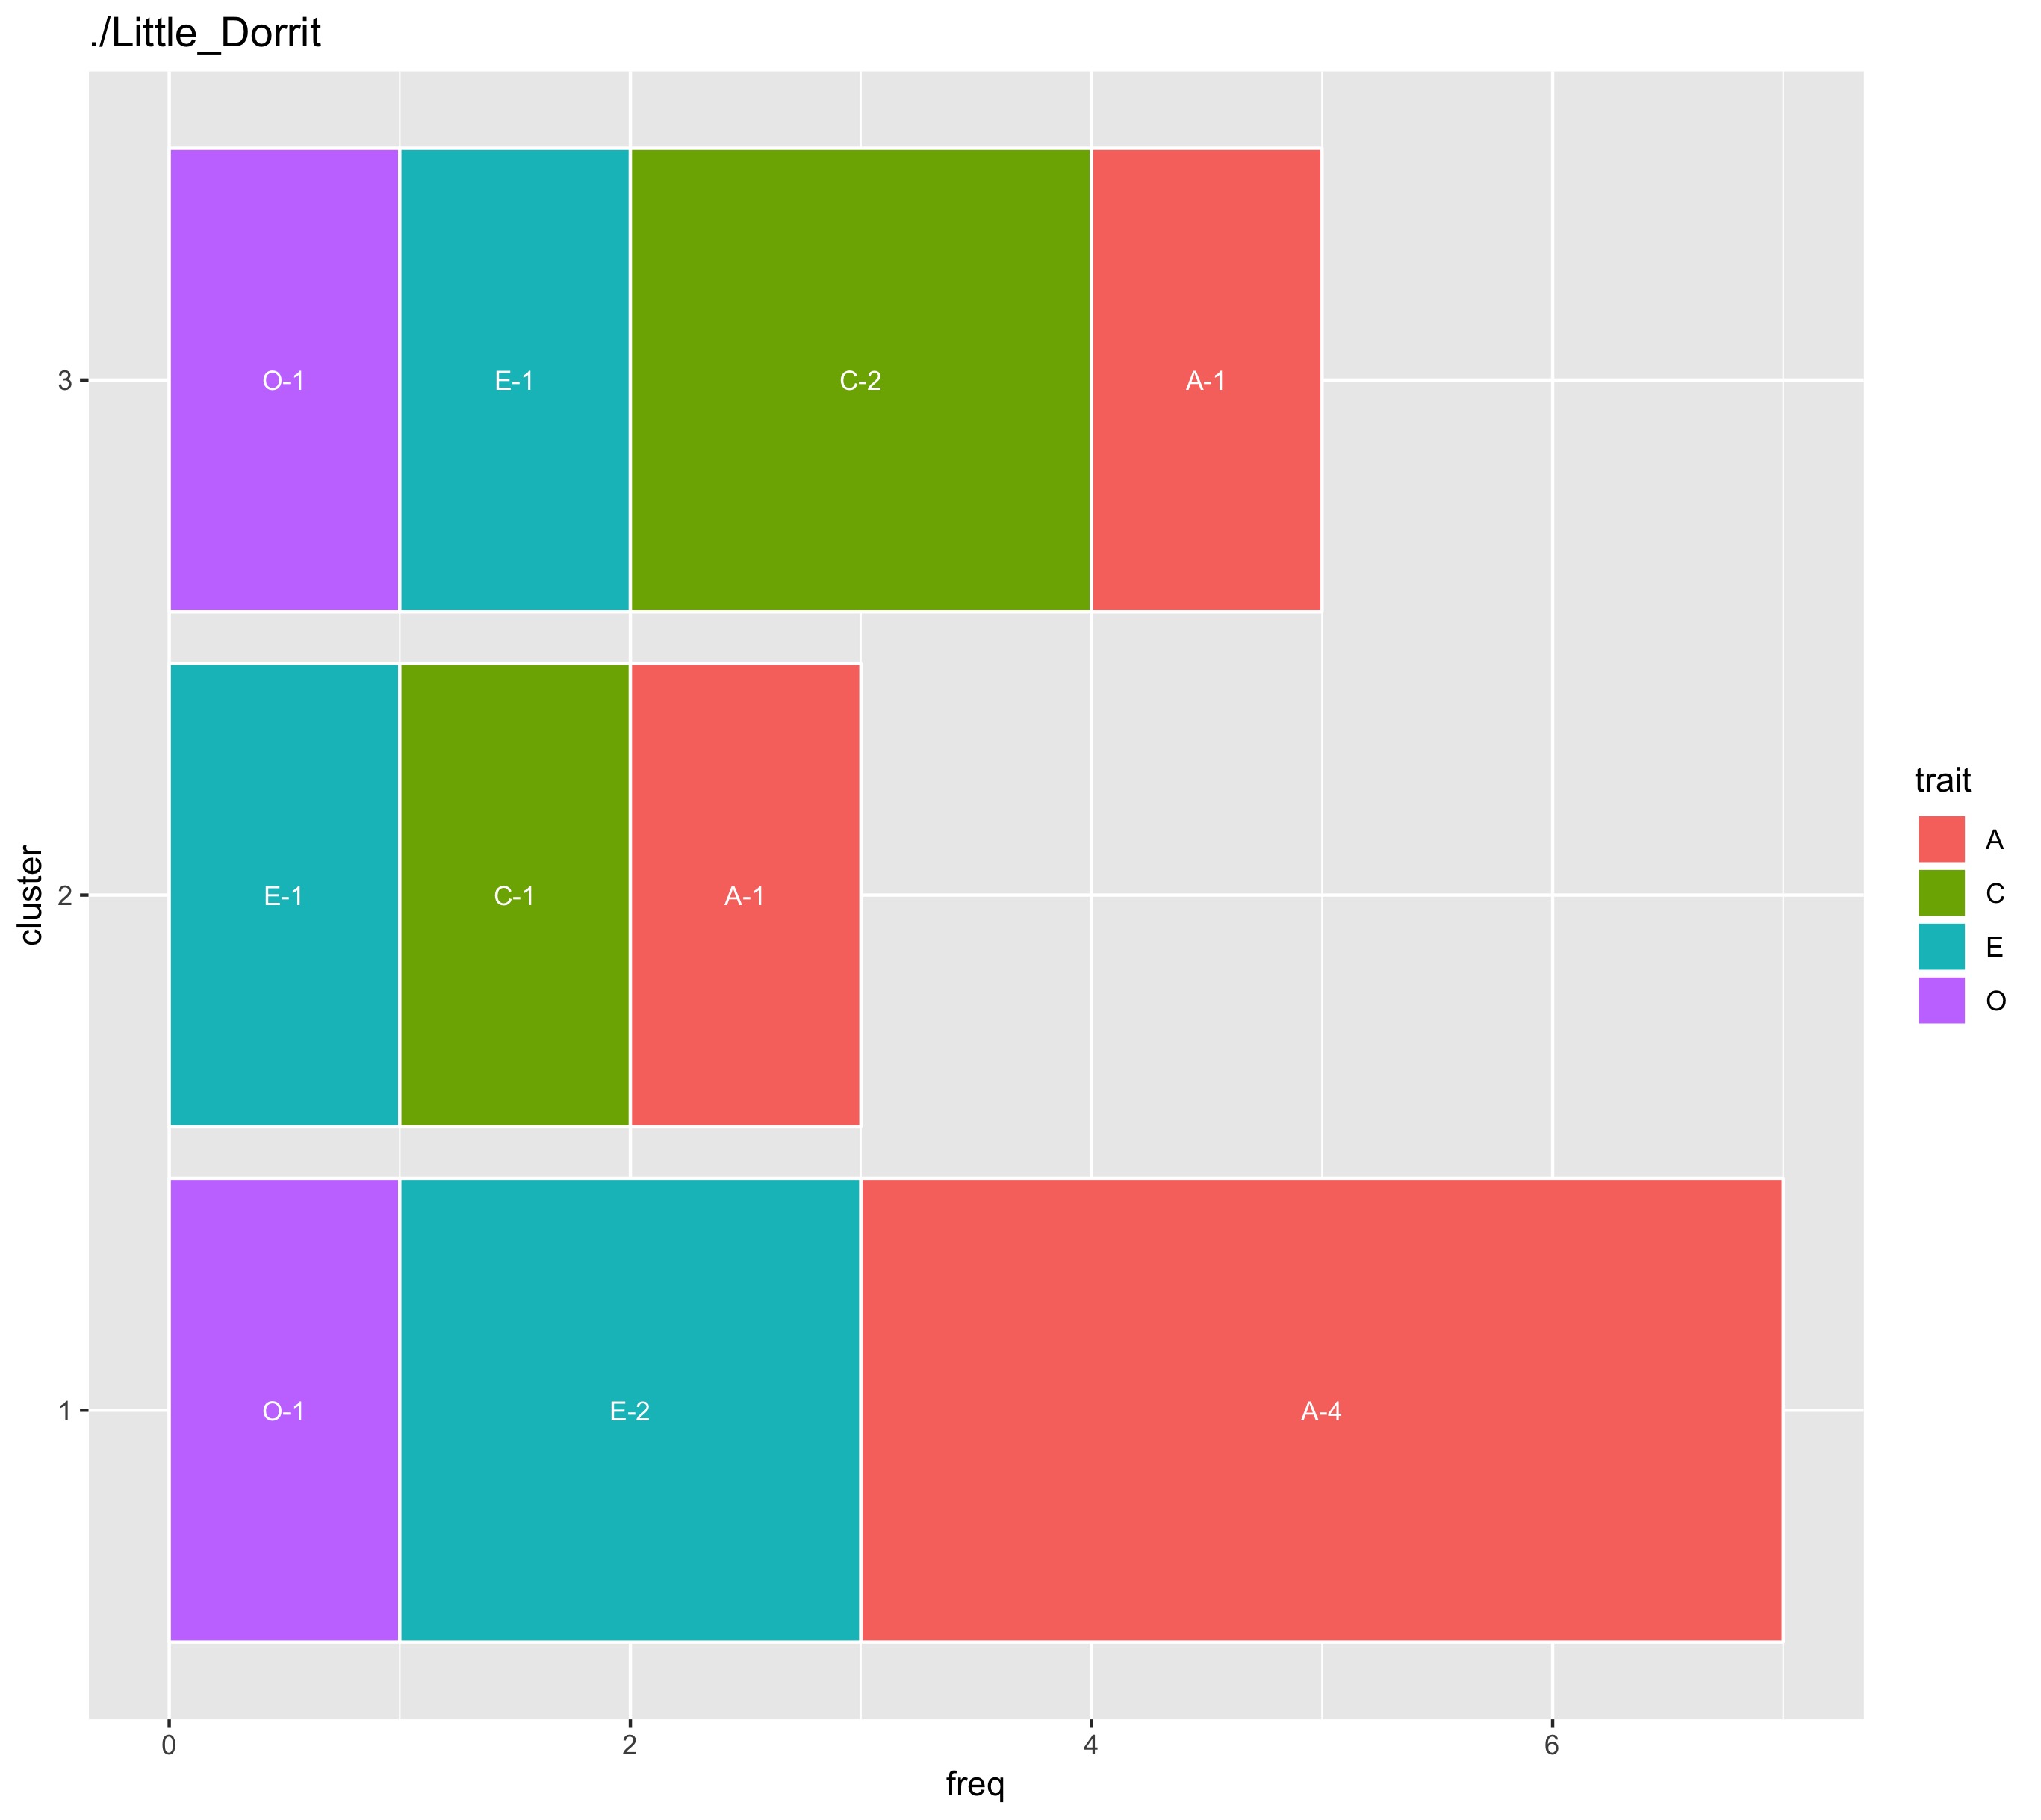 ./Little_Dorrit
cluster
3
O-1 E-1 C-2 A-1
2
E-1 C-1 A-1
1
O-1 E-2 A-4
0 2 4 6
freq
trait
A
C
E
O